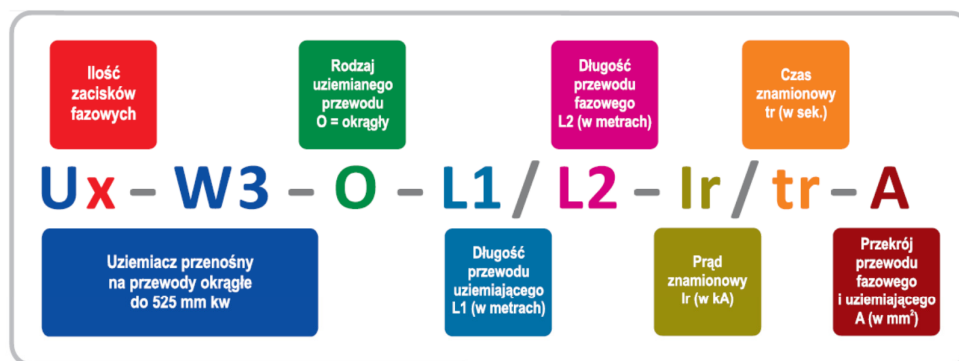 Ilość
zacisków
fazowych
Rodzaj
uziemianego
przewodu
O = okrągły
Długość
przewodu
fazowego
L2 (w metrach)
Czas
znamionowy
tr (w sek.)
Ux – W3 – O – L1 / L2 – Ir / tr – A
Uziemiacz przenośny
na przewody okrągłe
do 525 mm kw
Długość
przewodu
uziemiającego
L1 (w metrach)
Prąd
znamionowy
Ir (w kA)
Przekrój
przewodu
fazowego
i uziemiającego
A (w mm²)